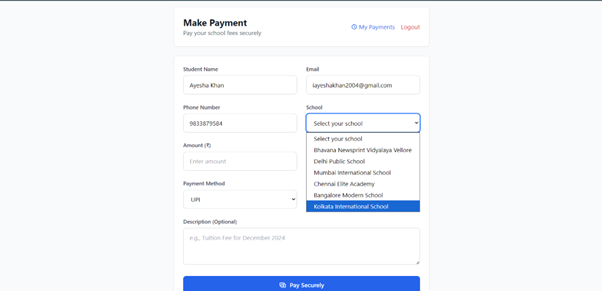 Make Payment
Pay your school fees securely
My Payments Logout
Student Name
Ayesha Khan
Email
iayeshakhan2004@gmail.com
Phone Number
9833879584
School
Select your school
Select your school
Bhavana Newsprint Vidyalaya Vellore
Delhi Public School
Mumbai International School
Chennai Elite Academy
Bangalore Modern School
Kolkata International School
Amount (₹)
Enter amount
Payment Method
UPI
Description (Optional)
e.g., Tuition Fee for December 2024
Pay Securely